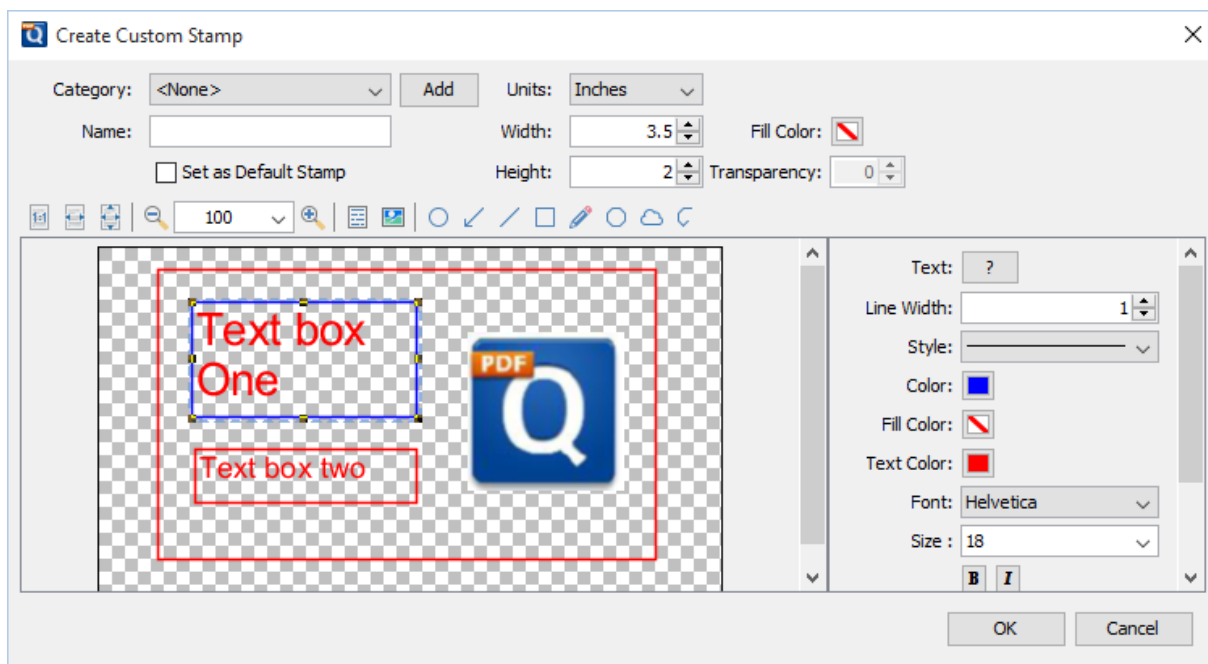 Create Custom Stamp
Category: <None> Add Units: Inches
Name: Width: 3.5 Fill Color:
Set as Default Stamp Height: 2 Transparency: 0
1:1 100
Text: ?
Line Width: 1
Style:
Color:
Fill Color:
Text Color:
Font: Helvetica
Size : 18
B I
Text box
One
PDF
Q
Text box two
OK Cancel